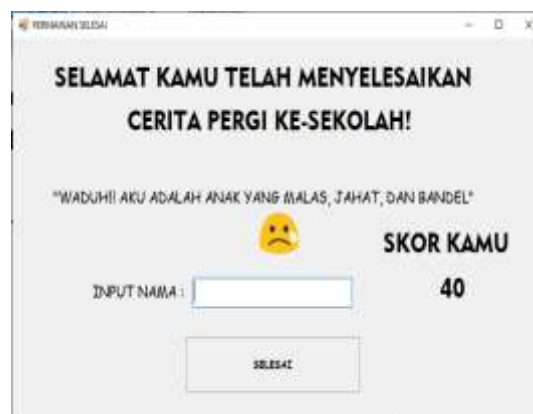 PERMAINAN SELESAI
SELAMAT KAMU TELAH MENYELESAIKAN
CERITA PERGI KE-SEKOLAH!
"WADUH!! AKU ADALAH ANAK YANG MALAS, JAHAT, DAN BANDEL"
SKOR KAMU
INPUT NAMA :
40
SELESAI